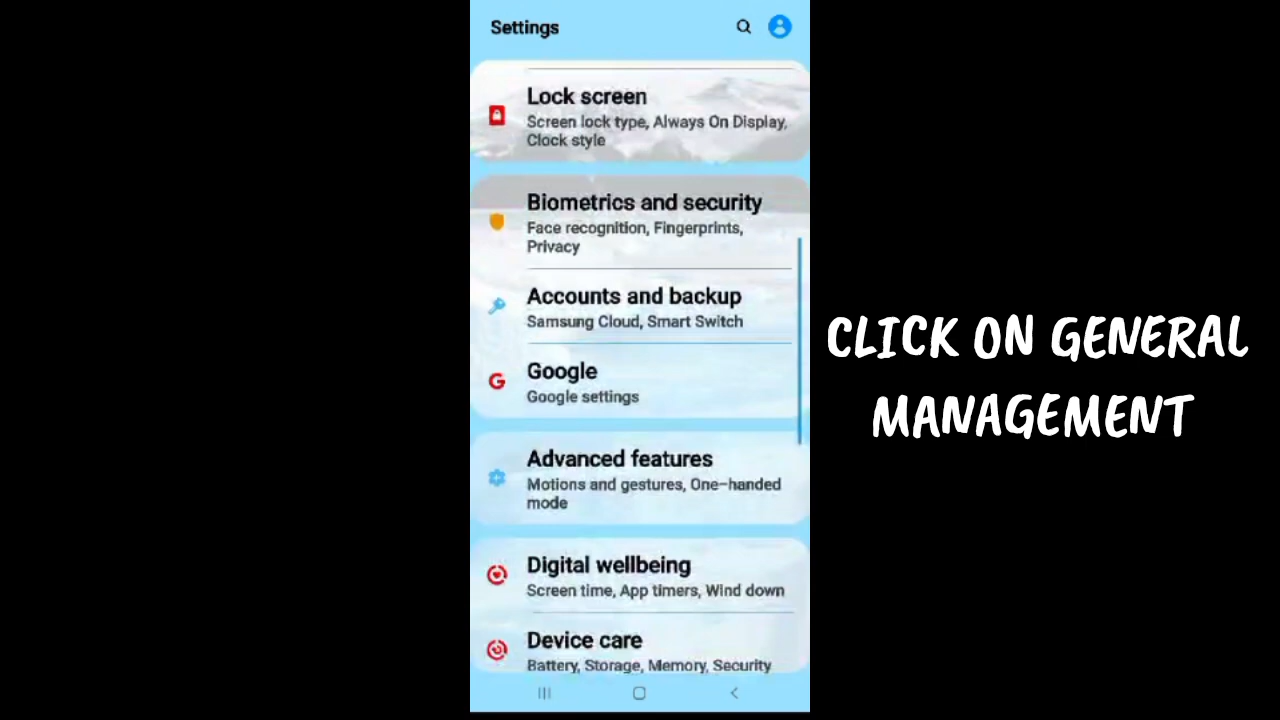 Settings
Lock screen
Screen lock type, Always On Display,
Clock style
Biometrics and security
Face recognition, Fingerprints,
Privacy
Accounts and backup
Samsung Cloud, Smart Switch
Google
Google settings
Advanced features
Motions and gestures, One-handed
mode
Digital wellbeing
Screen time, App timers, Wind down
Device care
Battery, Storage, Memory, Security
CLICK ON GENERAL
MANAGEMENT